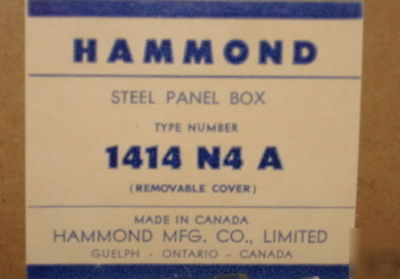 HAMMOND
STEEL PANEL BOX
TYPE NUMBER
1414 N4 A
(REMOVABLE COVER)
MADE IN CANADA
HAMMOND MFG. CO., LIMITED
GUELPH - ONTARIO - CANADA